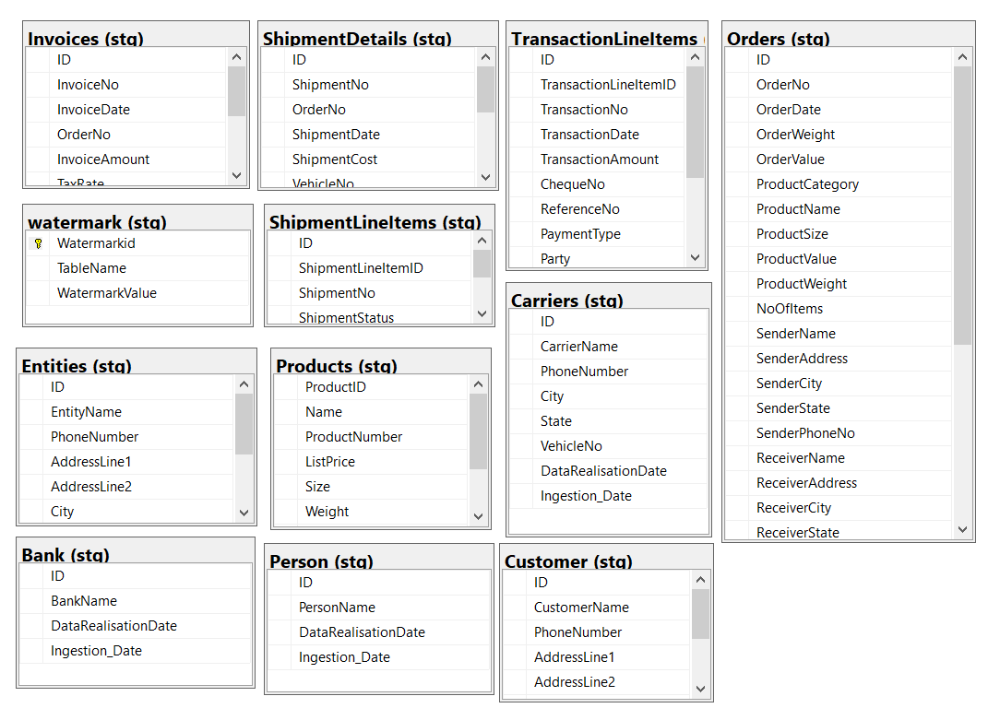 Invoices (stg)
ID
InvoiceNo
InvoiceDate
OrderNo
InvoiceAmount
TaxRate
ShipmentDetails (stg)
ID
ShipmentNo
OrderNo
ShipmentDate
ShipmentCost
VehicleNo
TransactionLineItems (
ID
TransactionLineItemID
TransactionNo
TransactionDate
TransactionAmount
ChequeNo
ReferenceNo
PaymentType
Party
Orders (stg)
ID
OrderNo
OrderDate
OrderWeight
OrderValue
ProductCategory
ProductName
ProductSize
ProductValue
ProductWeight
NoOfItems
SenderName
SenderAddress
SenderCity
SenderState
SenderPhoneNo
ReceiverName
ReceiverAddress
ReceiverCity
ReceiverState
watermark (stg)
Watermarkid
TableName
WatermarkValue
ShipmentLineItems (stg)
ID
ShipmentLineItemID
ShipmentNo
ShipmentStatus
Carriers (stg)
ID
CarrierName
PhoneNumber
City
State
VehicleNo
DataRealisationDate
Ingestion_Date
Entities (stg)
ID
EntityName
PhoneNumber
AddressLine1
AddressLine2
City
Products (stg)
ProductID
Name
ProductNumber
ListPrice
Size
Weight
Bank (stg)
ID
BankName
DataRealisationDate
Ingestion_Date
Person (stg)
ID
PersonName
DataRealisationDate
Ingestion_Date
Customer (stg)
ID
CustomerName
PhoneNumber
AddressLine1
AddressLine2